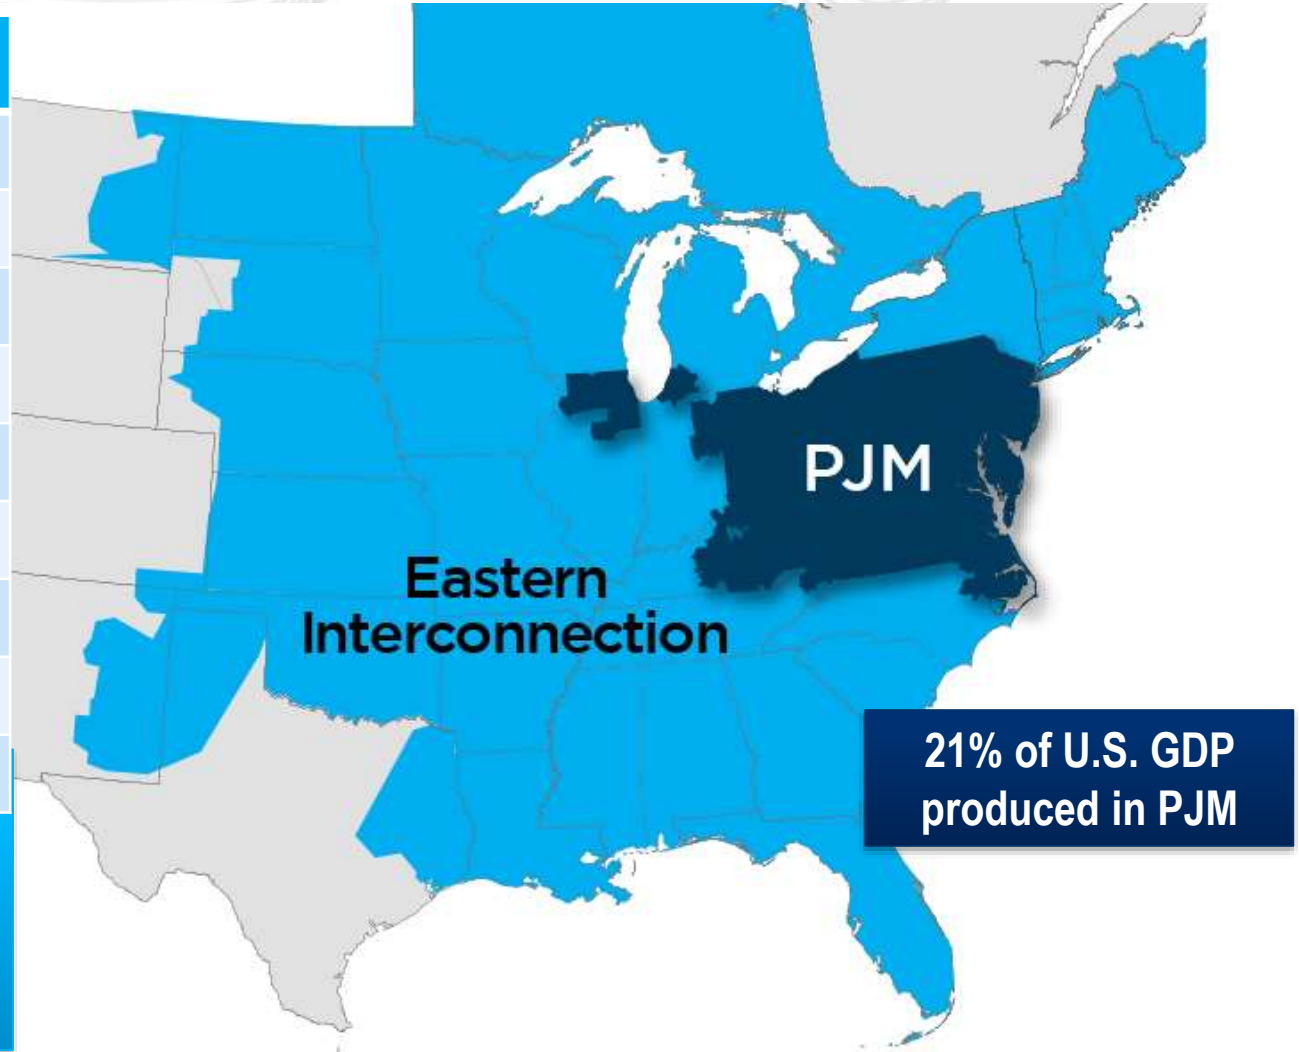 PJM
Eastern
Interconnection
21% of U.S. GDP
produced in PJM